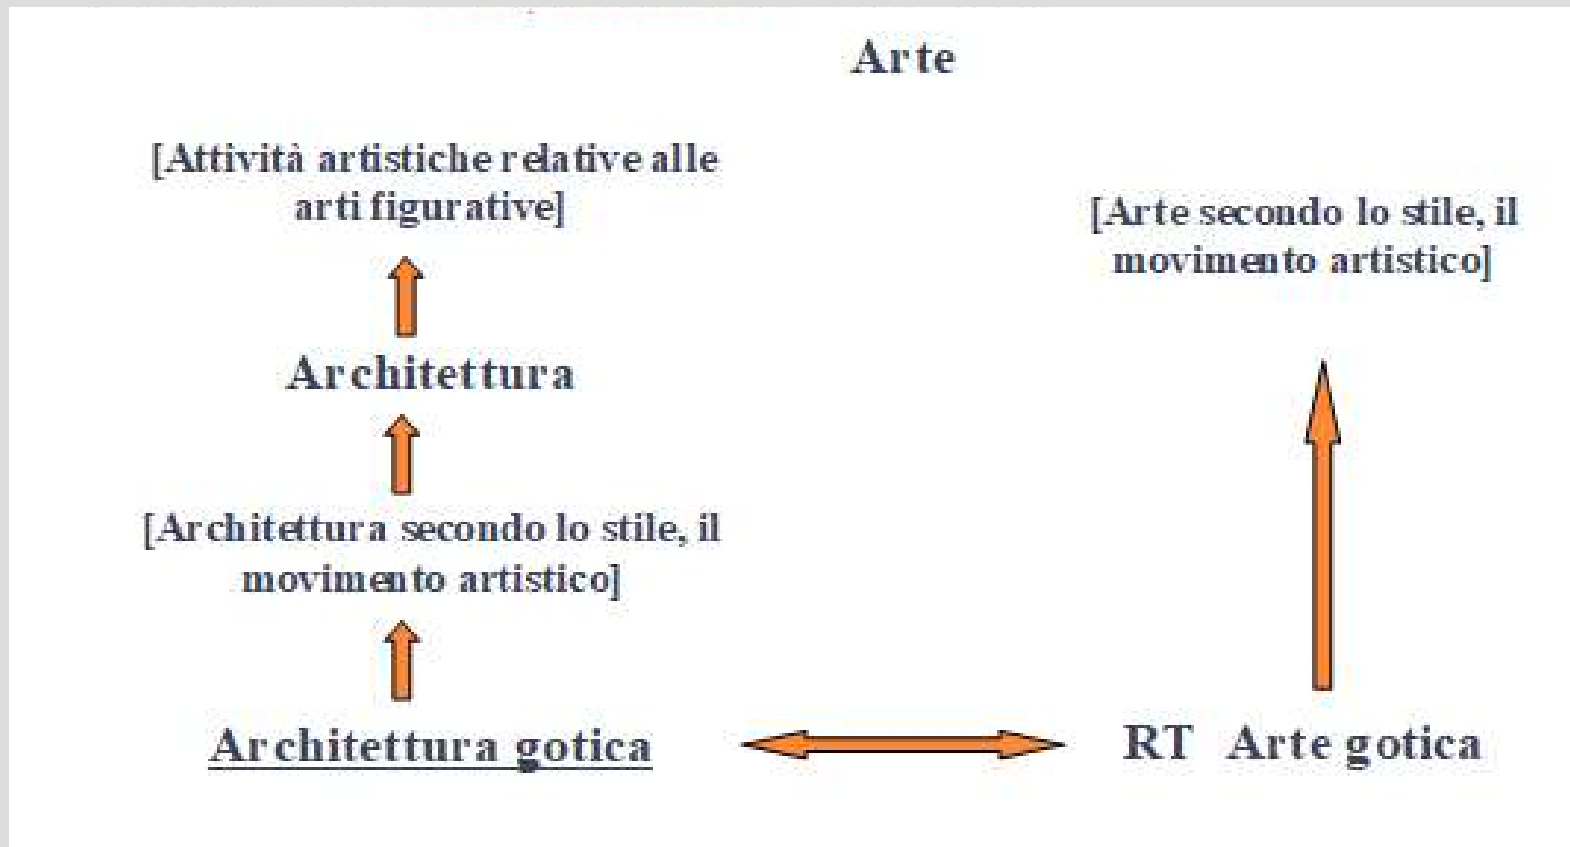 Arte
[Attività artistiche relative alle
arti figurative]
[Arte secondo lo stile, il
movimento artistico]
Architettura
[Architettura secondo lo stile, il
movimento artistico]
Architettura gotica
RT Arte gotica